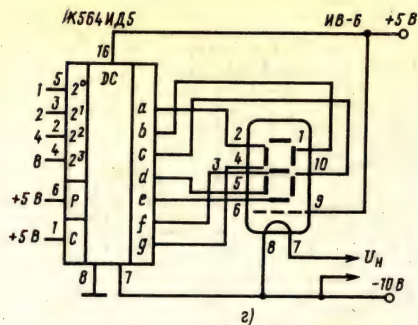 К564ИД5
ИВ-6
+5 В
16
DC
1 5 2⁰
2 3 2¹
4 2 2²
8 4 2³
+5 В 6 P
+5 В 1 C
a
b
c
d
e
f
g
2
1
4
3
10
5
6
9
8 7
Uн
8 7
-10 В
г)